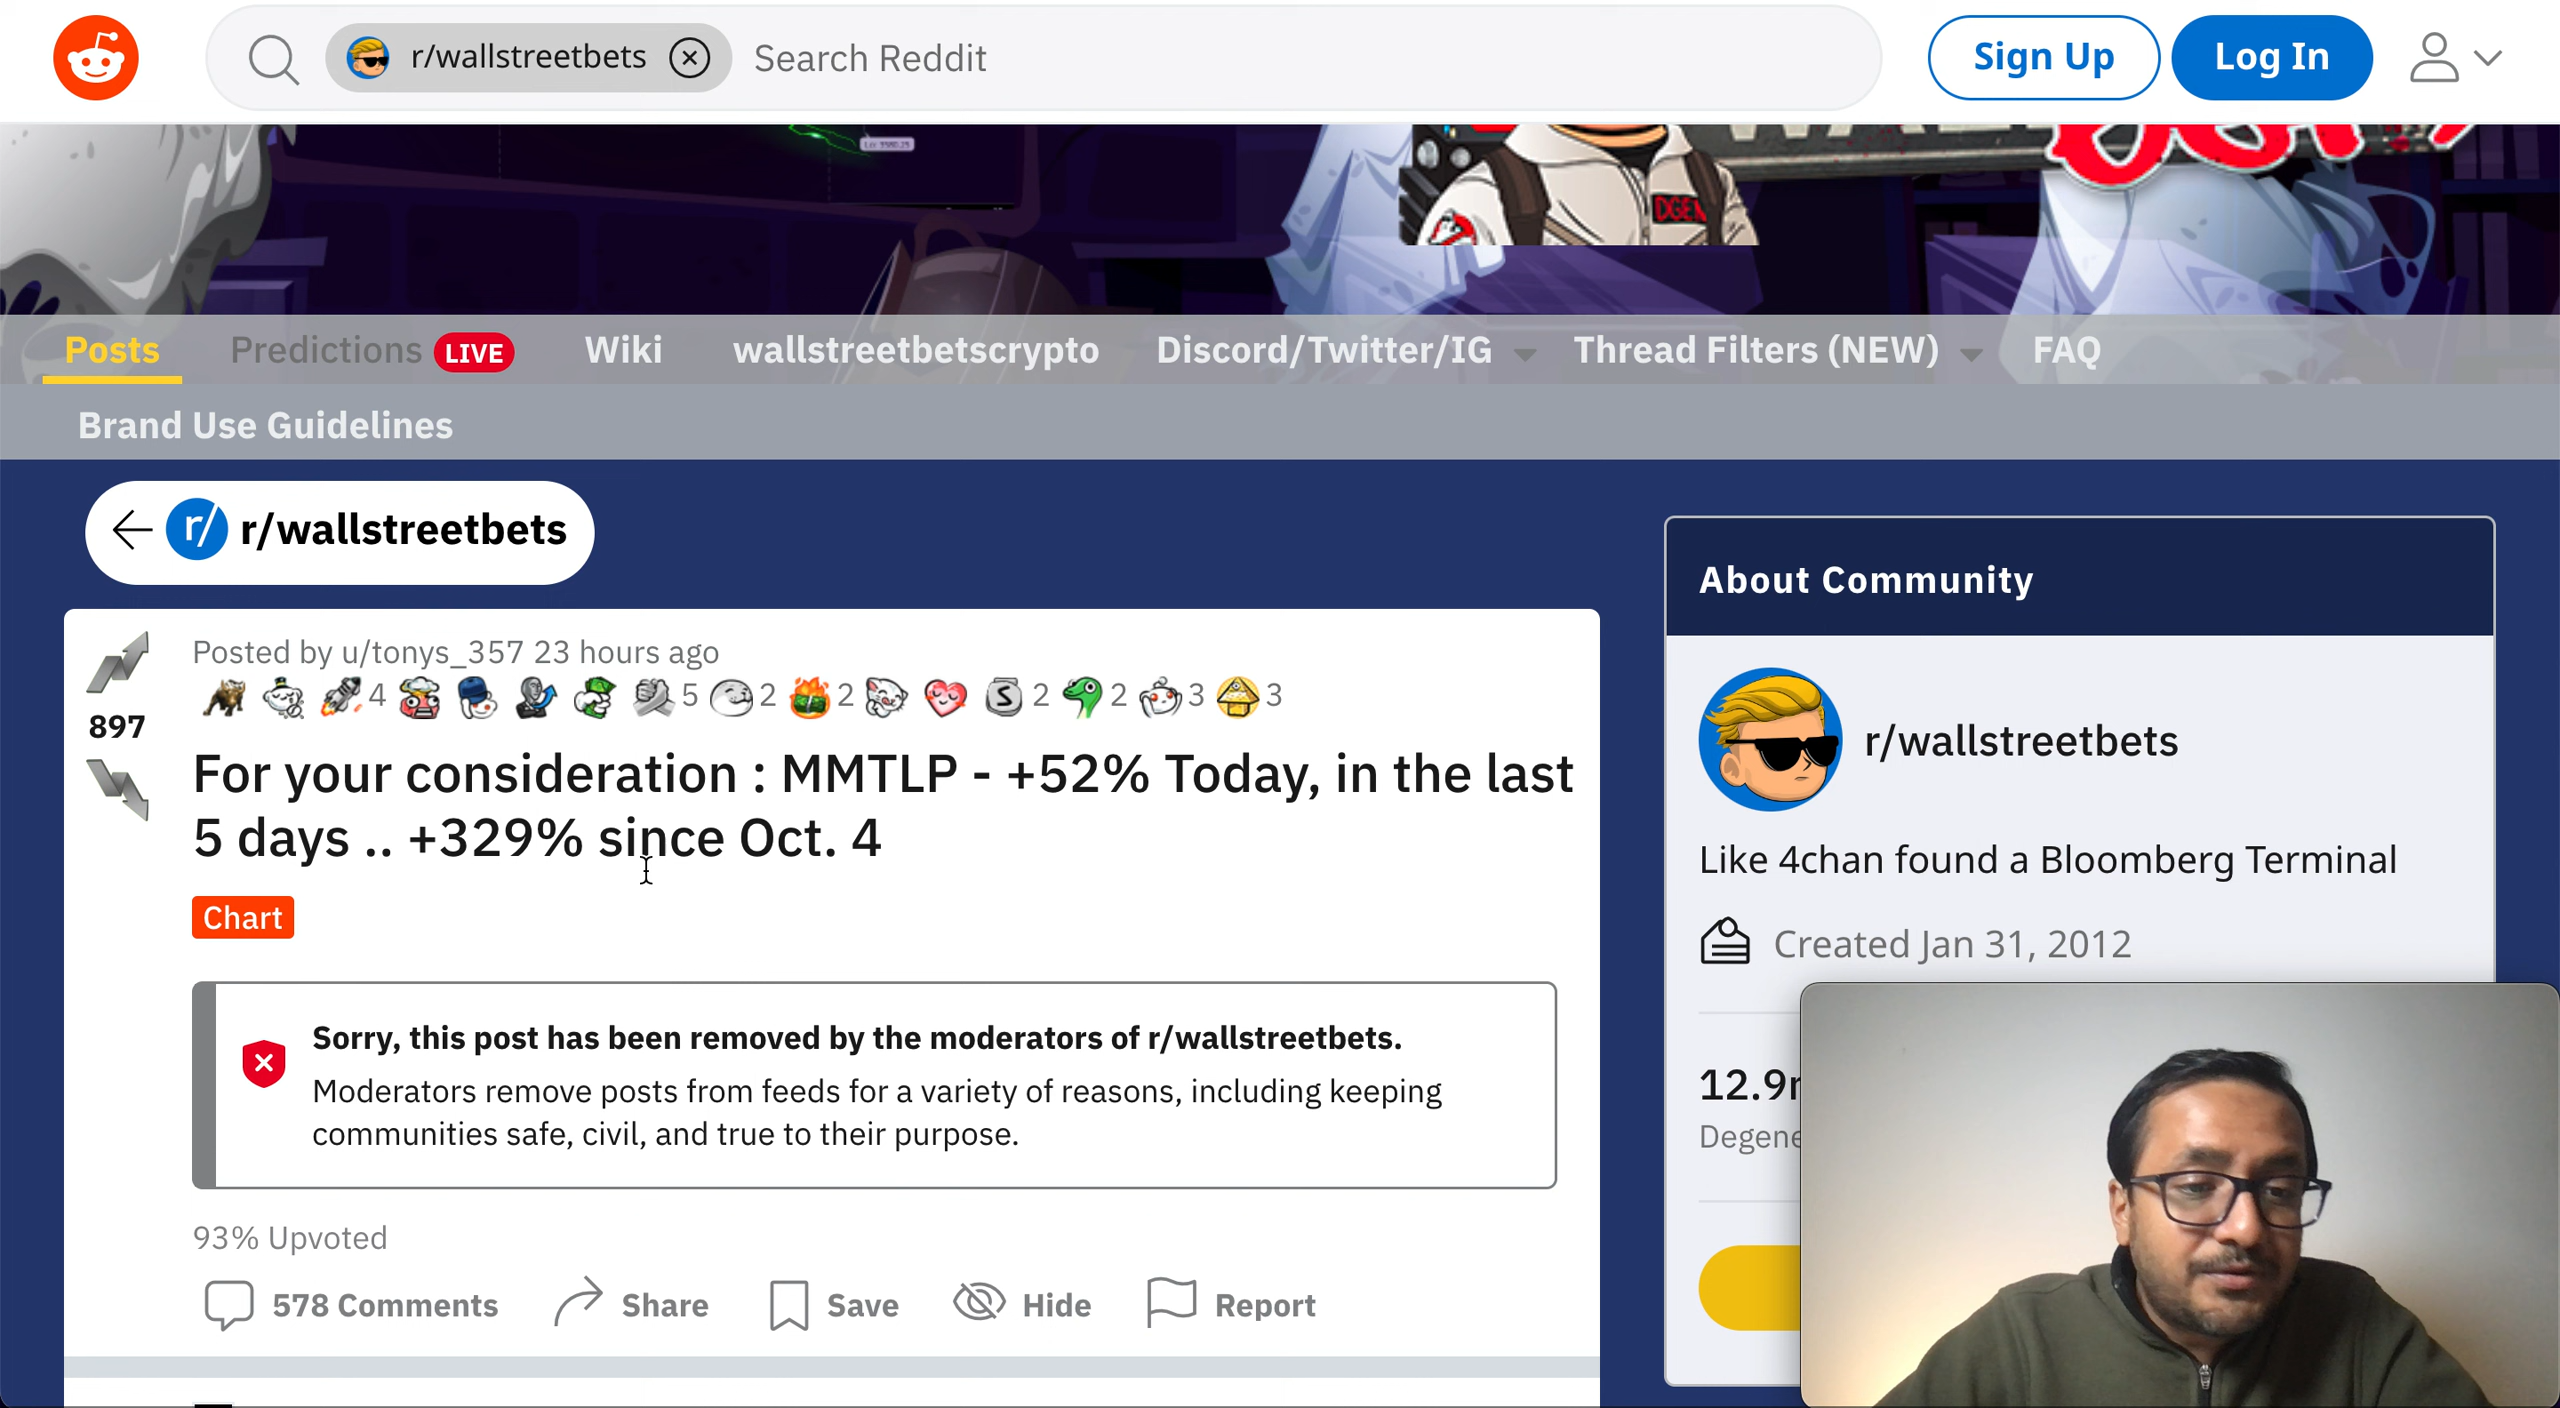 r/wallstreetbets
Search Reddit
Sign Up
Log In
DGEN
Posts
Predictions LIVE
Wiki
wallstreetbetscrypto
Discord/Twitter/IG
Thread Filters (NEW)
FAQ
Brand Use Guidelines
r/ r/wallstreetbets
Posted by u/tonys_357 23 hours ago
4 5 2 2 S 2 2 3 3
897
For your consideration : MMTLP - +52% Today, in the last
5 days .. +329% since Oct. 4
Chart
Sorry, this post has been removed by the moderators of r/wallstreetbets.
Moderators remove posts from feeds for a variety of reasons, including keeping
communities safe, civil, and true to their purpose.
93% Upvoted
578 Comments
Share
Save
Hide
Report
About Community
r/wallstreetbets
Like 4chan found a Bloomberg Terminal
Created Jan 31, 2012
12.9
Degene